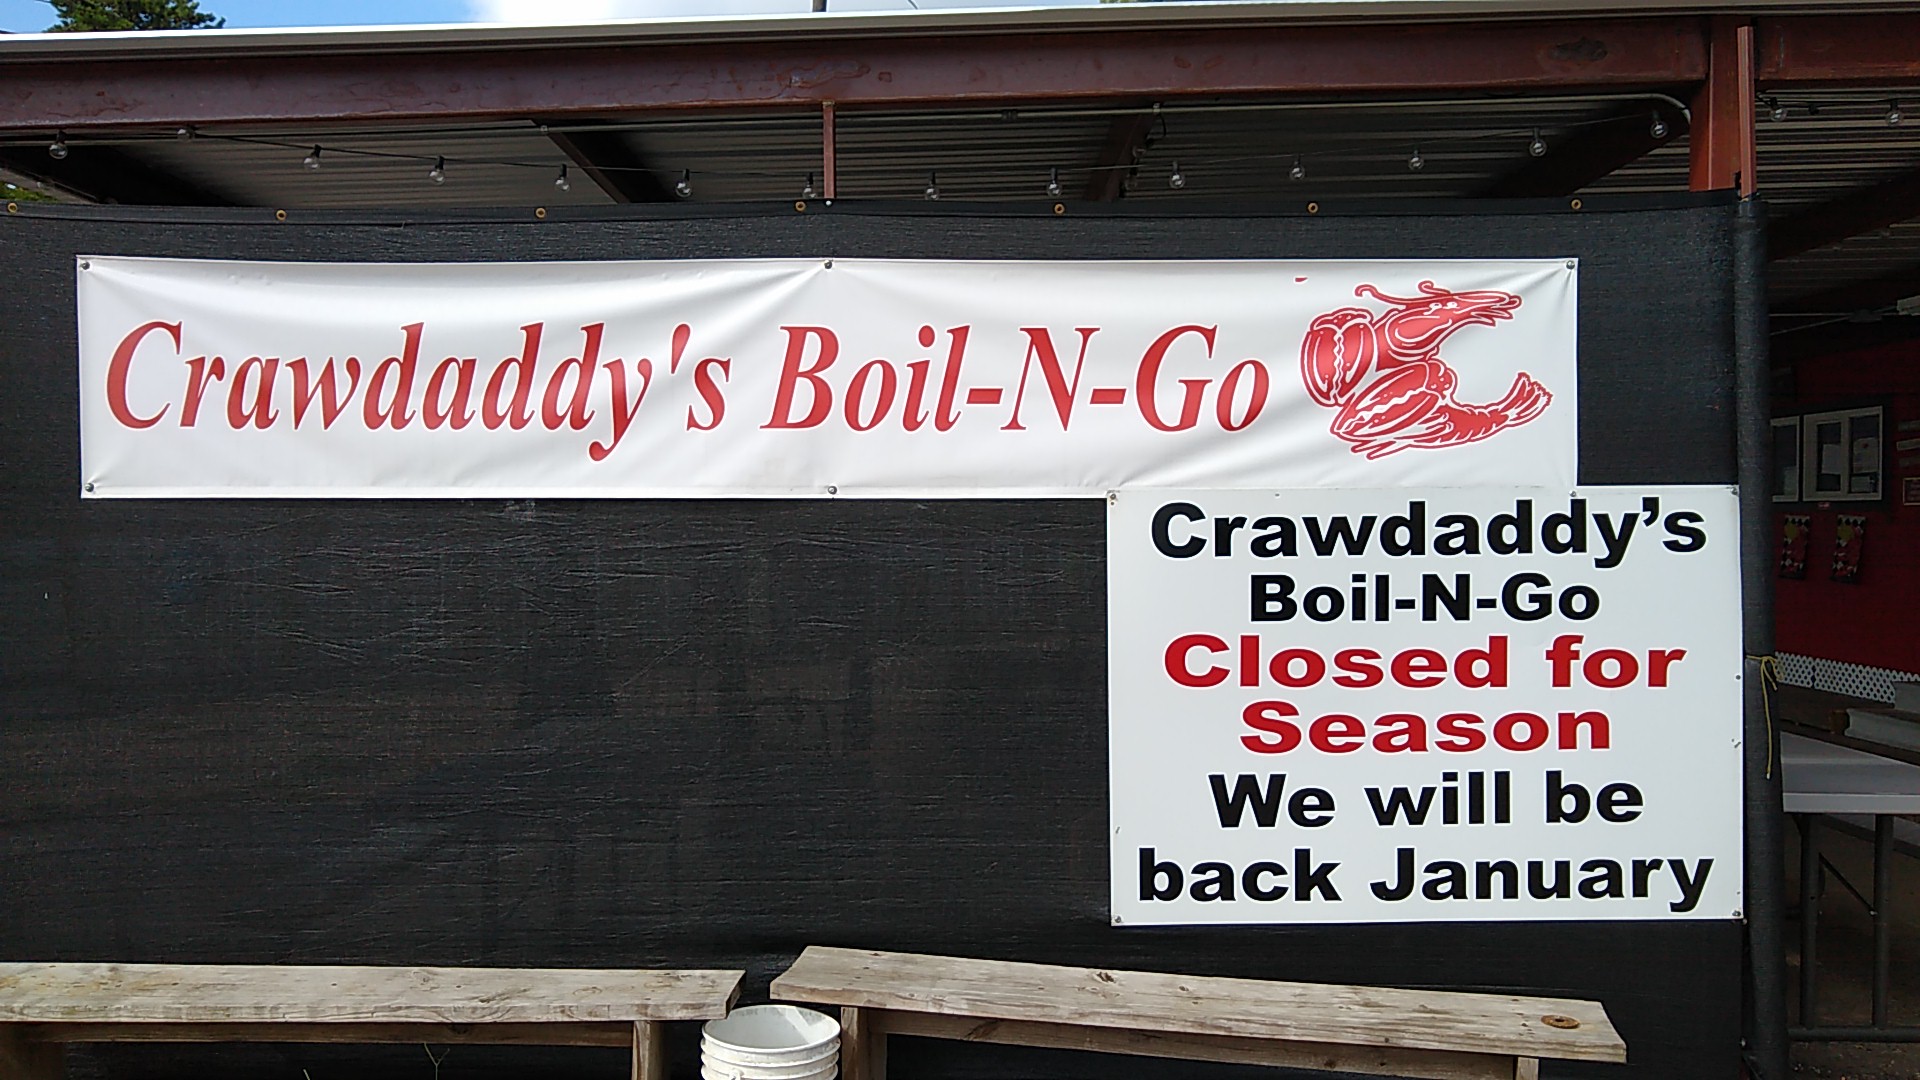 Crawdaddy's Boil-N-Go
Crawdaddy’s
Boil-N-Go
Closed for
Season
We will be
back January